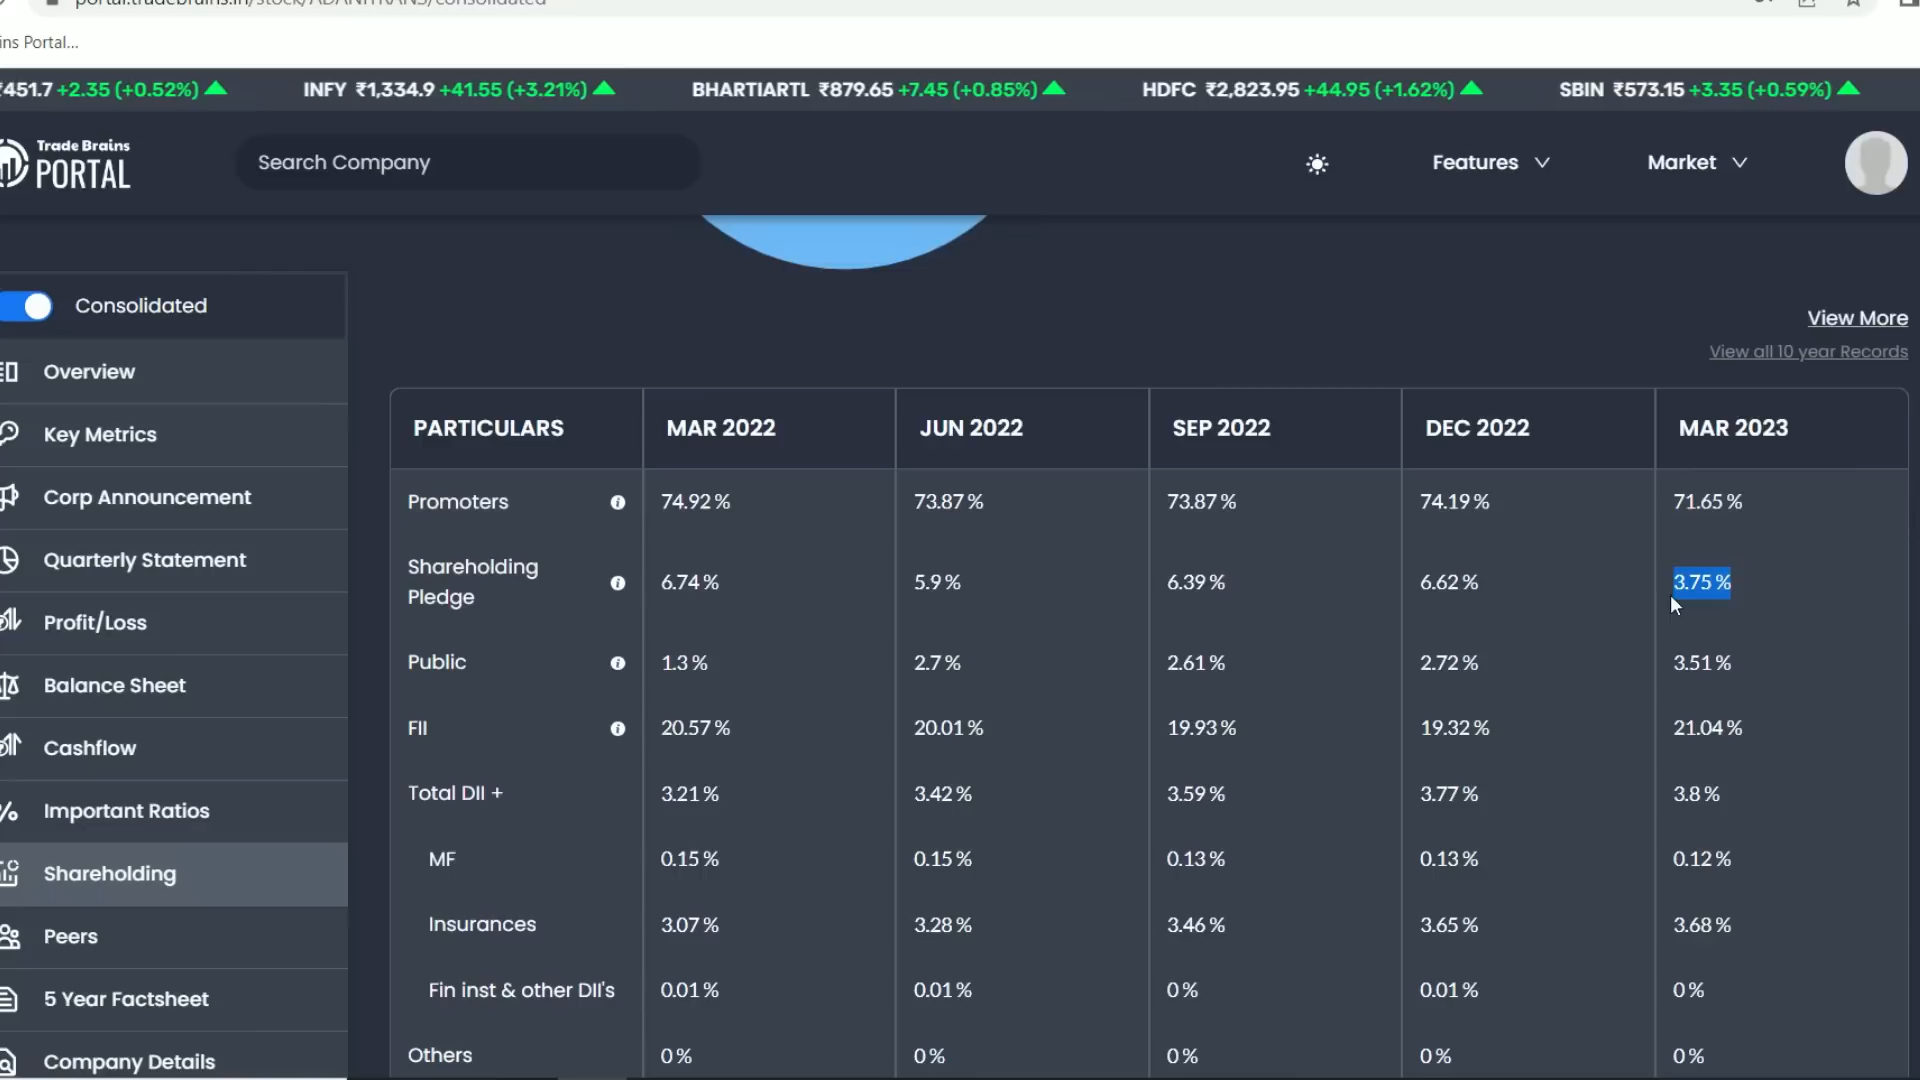 portal.tradebrains.in/stock/ADANITRANS/consolidated
ins Portal...
₹451.7 +2.35 (+0.52%) INFY ₹1,334.9 +41.55 (+3.21%) BHARTIARTL ₹879.65 +7.45 (+0.85%) HDFC ₹2,823.95 +44.95 (+1.62%) SBIN ₹573.15 +3.35 (+0.59%)
Trade Brains
PORTAL
Search Company
Features
Market
Consolidated
Overview
Key Metrics
Corp Announcement
Quarterly Statement
Profit/Loss
Balance Sheet
Cashflow
Important Ratios
Shareholding
Peers
5 Year Factsheet
Company Details
View More
View all 10 year Records
PARTICULARS MAR 2022 JUN 2022 SEP 2022 DEC 2022 MAR 2023
Promoters 74.92 % 73.87 % 73.87 % 74.19 % 71.65 %
Shareholding
Pledge 6.74 % 5.9 % 6.39 % 6.62 % 3.75 %
Public 1.3 % 2.7 % 2.61 % 2.72 % 3.51 %
FII 20.57 % 20.01 % 19.93 % 19.32 % 21.04 %
Total DII + 3.21 % 3.42 % 3.59 % 3.77 % 3.8 %
MF 0.15 % 0.15 % 0.13 % 0.13 % 0.12 %
Insurances 3.07 % 3.28 % 3.46 % 3.65 % 3.68 %
Fin inst & other DII's 0.01 % 0.01 % 0 % 0.01 % 0 %
Others 0 % 0 % 0 % 0 % 0 %